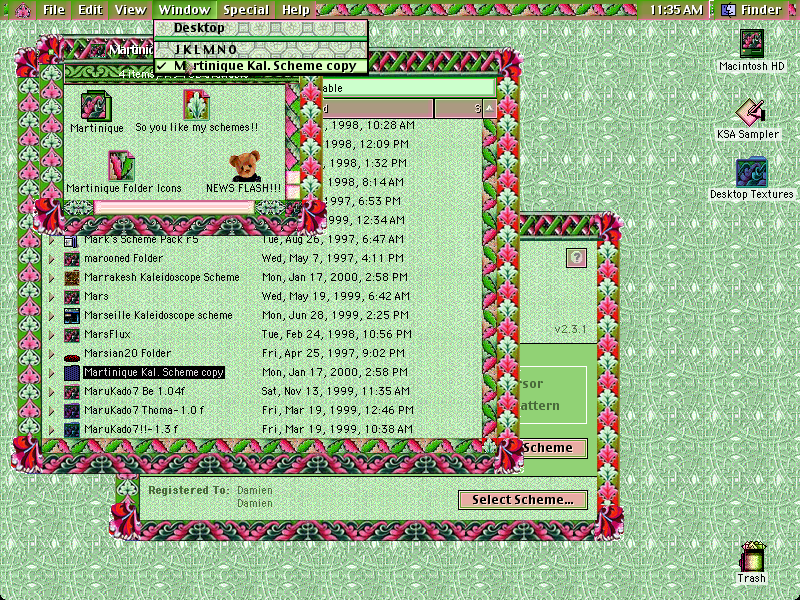 File Edit View Window Special Help 11:35 AM Finder
Desktop
J K L M N O
✓ Martinique Kal. Scheme copy
Martiniq
4 items
Martinique
So you like my schemes!!
Martinique Folder Icons
NEWS FLASH!!!
able
d S
, 1998, 10:28 AM
1998, 12:09 PM
, 1998, 1:32 PM
1998, 8:14 AM
997, 6:53 PM
999, 12:34 AM
Mark's Scheme Pack r5 Tue, Aug 26, 1997, 6:47 AM
marooned Folder Wed, May 7, 1997, 4:11 PM
Marrakesh Kaleidoscope Scheme Mon, Jan 17, 2000, 2:58 PM
Mars Wed, May 19, 1999, 6:42 AM
Marseille Kaleidoscope scheme Mon, Jun 28, 1999, 2:25 PM
MarsFlux Tue, Feb 24, 1998, 10:56 PM
Marsian20 Folder Fri, Apr 25, 1997, 9:02 PM
Martinique Kal. Scheme copy Mon, Jan 17, 2000, 2:58 PM
MaruKado7 Be 1.04f Sat, Nov 13, 1999, 11:35 AM
MaruKado7 Thoma-1.0 f Fri, Mar 19, 1999, 12:46 PM
MaruKado7!!-1.3 f Fri, Mar 19, 1999, 10:38 AM
?
v2.3.1
rsor
attern
Scheme
Registered To: Damien
Damien
Select Scheme...
Macintosh HD
KSA Sampler
Desktop Textures
Trash